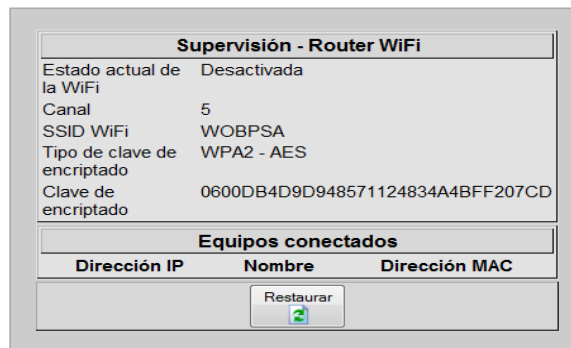 Supervisión - Router WiFi
Estado actual de la WiFi Desactivada
Canal 5
SSID WiFi WOBPSA
Tipo de clave de encriptado WPA2 - AES
Clave de encriptado 0600DB4D9D948571124834A4BFF207CD
Equipos conectados
Dirección IP Nombre Dirección MAC
Restaurar